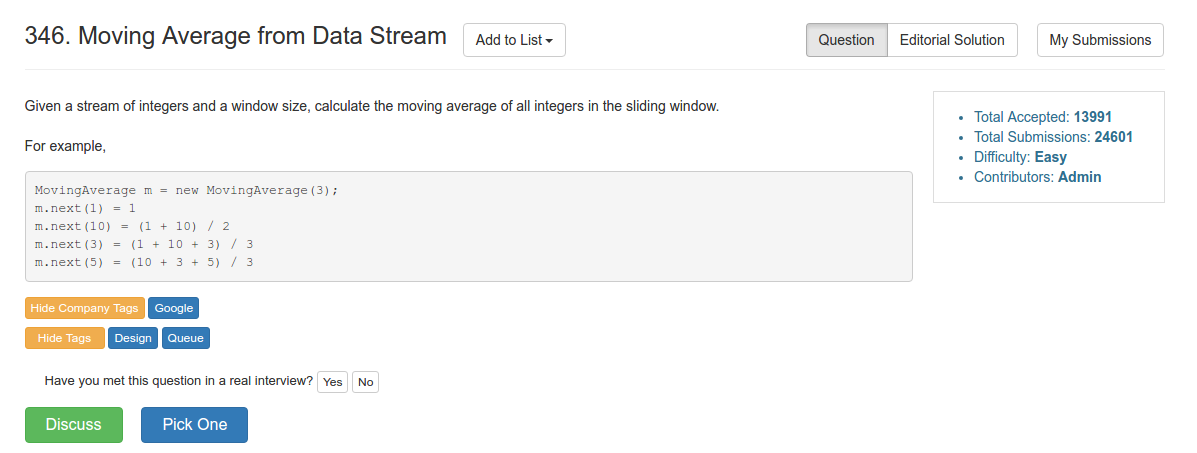 346. Moving Average from Data Stream
Add to List
Question
Editorial Solution
My Submissions
Given a stream of integers and a window size, calculate the moving average of all integers in the sliding window.
For example,
MovingAverage m = new MovingAverage(3);
m.next(1) = 1
m.next(10) = (1 + 10) / 2
m.next(3) = (1 + 10 + 3) / 3
m.next(5) = (10 + 3 + 5) / 3
Total Accepted: 13991
Total Submissions: 24601
Difficulty: Easy
Contributors: Admin
Hide Company Tags Google
Hide Tags Design Queue
Have you met this question in a real interview? Yes No
Discuss Pick One